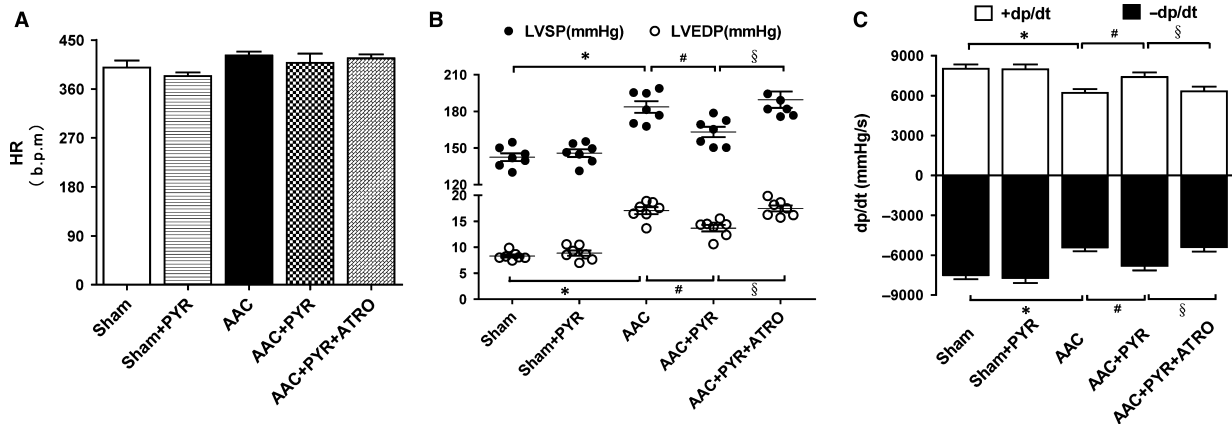 A
HR
( b.p.m )
450
360
270
180
90
0
Sham
Sham+PYR
AAC
AAC+PYR
AAC+PYR+ATRO
B
LVSP(mmHg)
LVEDP(mmHg)
* # §
210
180
150
120
20
15
10
5
0
* # §
Sham
Sham+PYR
AAC
AAC+PYR
AAC+PYR+ATRO
C
+dp/dt
–dp/dt
* # §
dp/dt (mmHg/s)
9000
6000
3000
0
–3000
–6000
–9000
* # §
Sham
Sham+PYR
AAC
AAC+PYR
AAC+PYR+ATRO